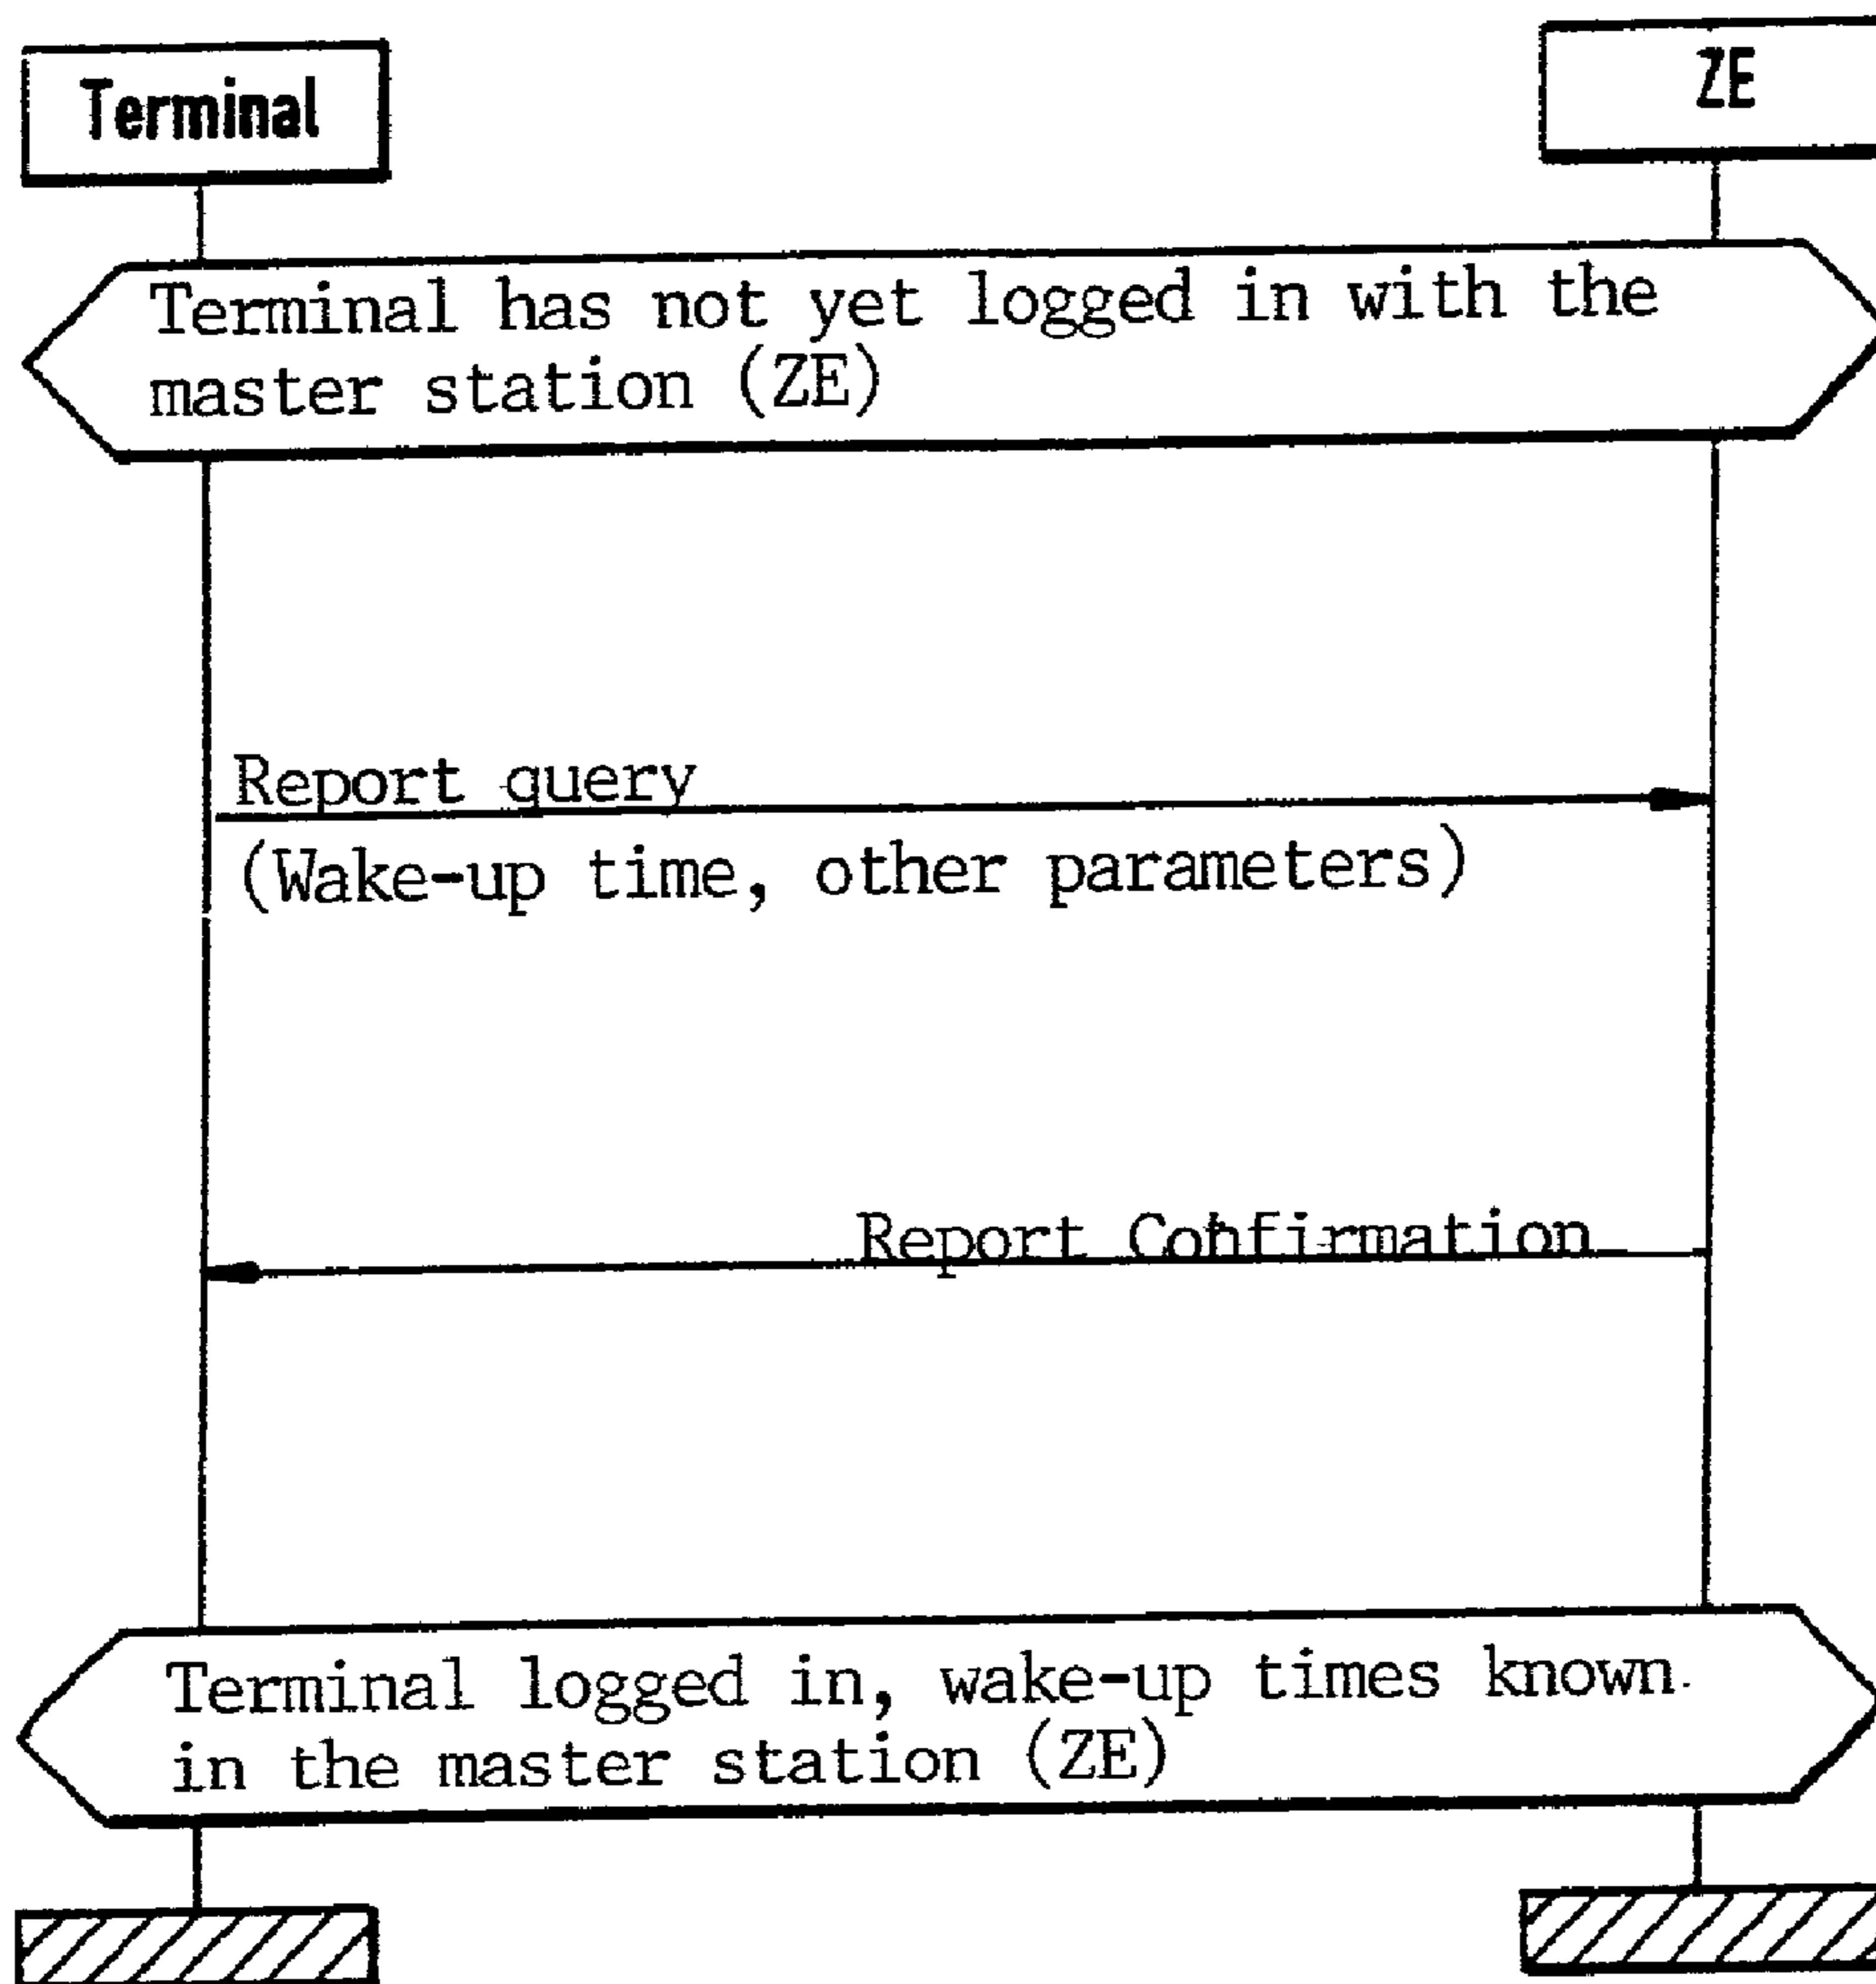 Terminal
ZE
Terminal has not yet logged in with the
master station (ZE)
Report query
(Wake-up time, other parameters)
Report Confirmation
Terminal logged in, wake-up times known
in the master station (ZE)